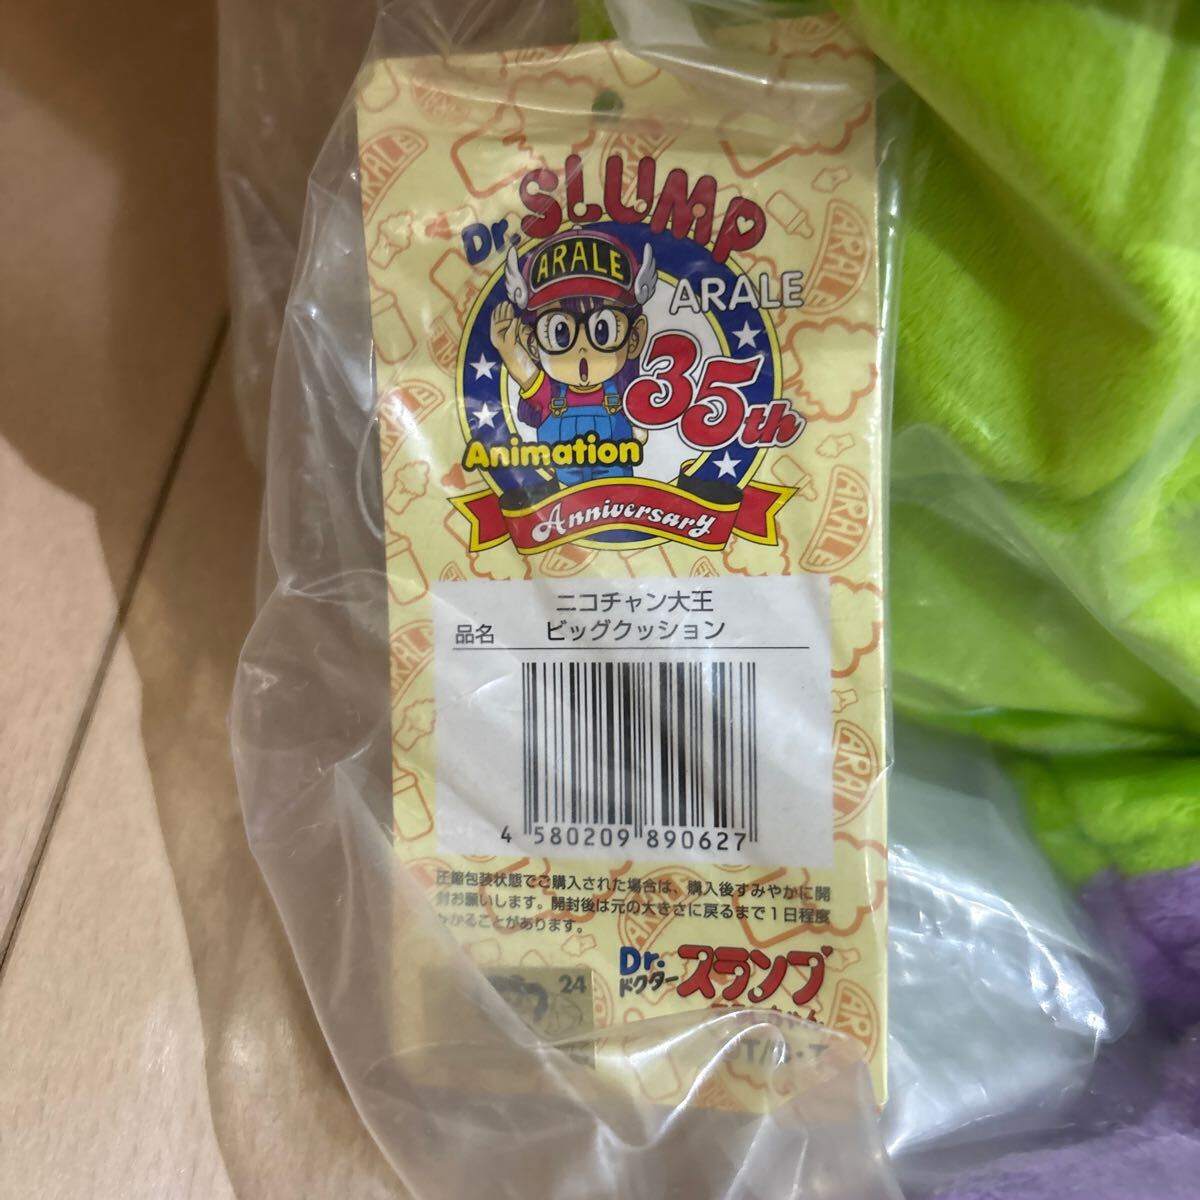 Dr. SLUMP
ARALE
ARALE
35th
Animation
Anniversary
ニコチャン大王
品名 ビッグクッション
4 580209 890627
圧縮包装状態でご購入された場合は、購入後すみやかに開
封お願いします。開封後は元の大きさに戻るまで1日程度
かかることがあります。
24
Dr.スランプ
ドクター